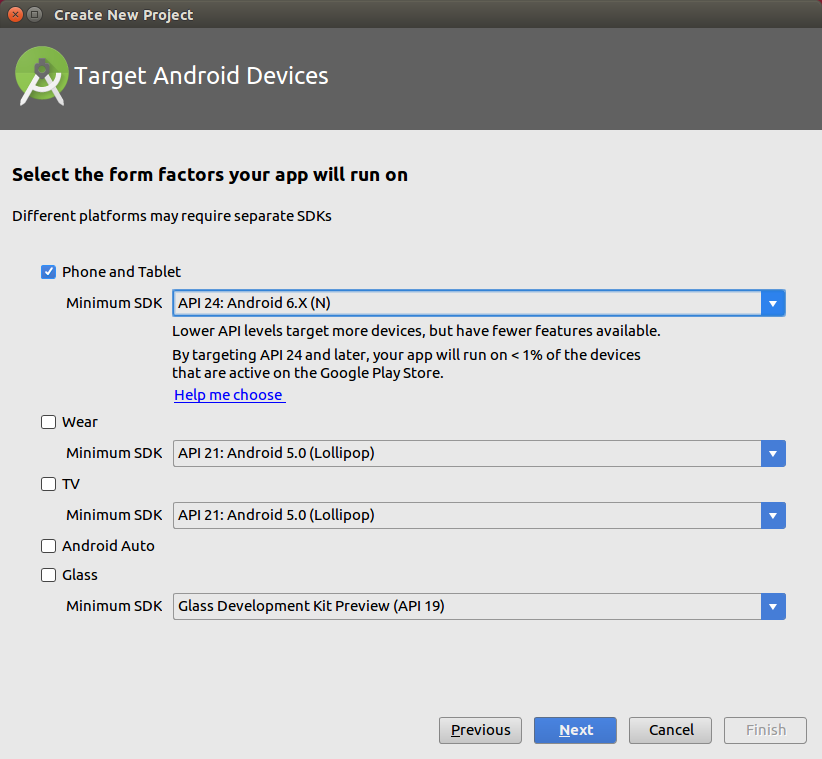 Create New Project
Target Android Devices
Select the form factors your app will run on
Different platforms may require separate SDKs
Phone and Tablet
Minimum SDK API 24: Android 6.X (N)
Lower API levels target more devices, but have fewer features available.
By targeting API 24 and later, your app will run on < 1% of the devices
that are active on the Google Play Store.
Help me choose
Wear
Minimum SDK API 21: Android 5.0 (Lollipop)
TV
Minimum SDK API 21: Android 5.0 (Lollipop)
Android Auto
Glass
Minimum SDK Glass Development Kit Preview (API 19)
Previous Next Cancel Finish